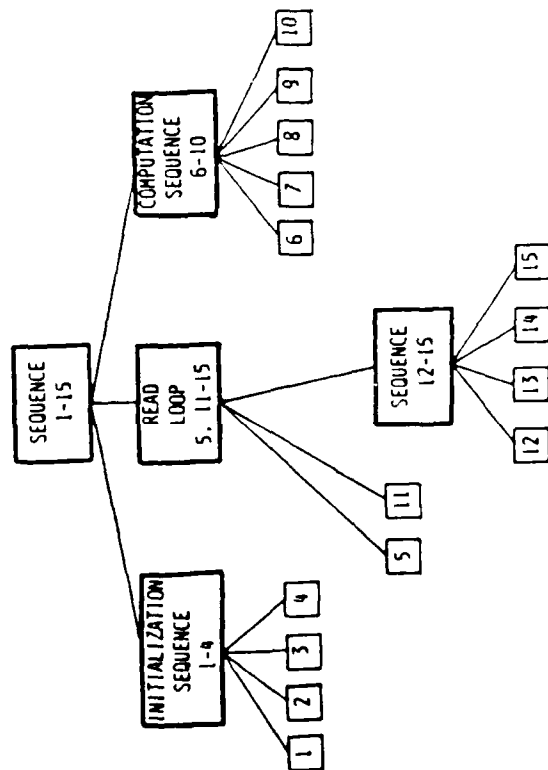 SEQUENCE
1-15
INITIALIZATION
SEQUENCE
1-4
READ
LOOP
5, 11-15
COMPUTATION
SEQUENCE
6-10
1
2
3
4
5
11
SEQUENCE
12-15
6
7
8
9
10
12
13
14
15